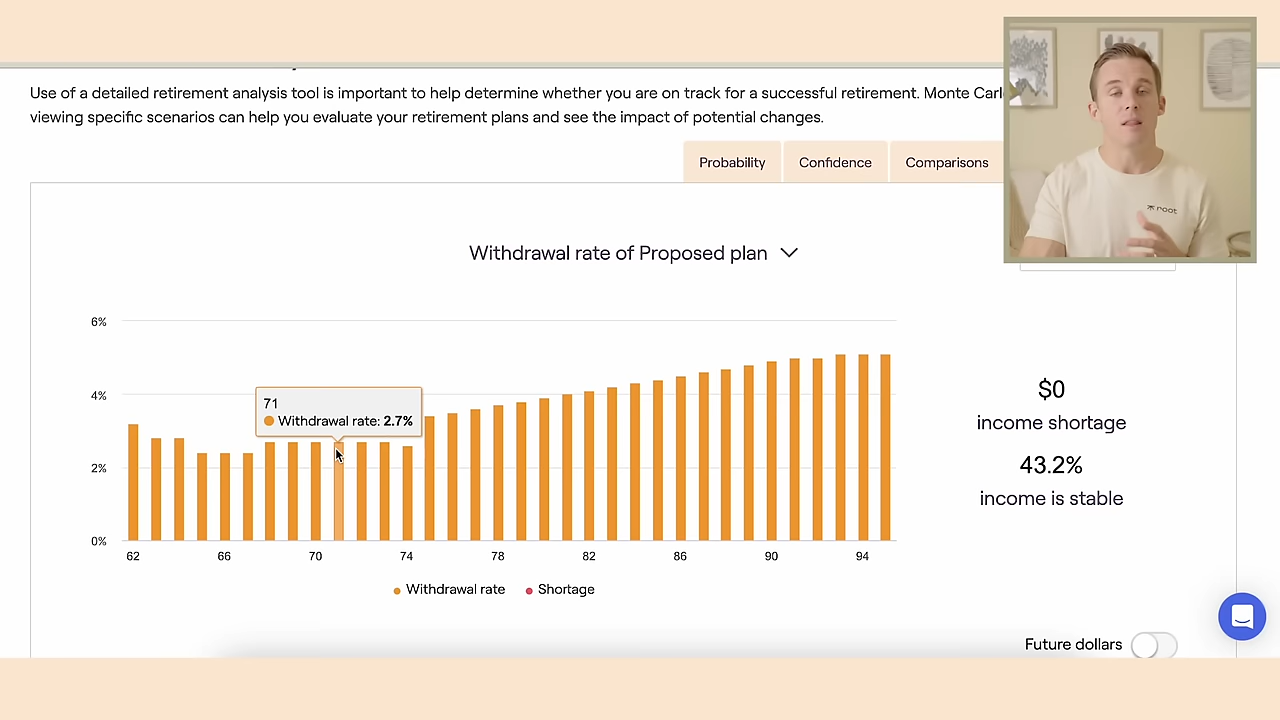 Use of a detailed retirement analysis tool is important to help determine whether you are on track for a successful retirement. Monte
viewing specific scenarios can help you evaluate your retirement plans and see the impact of potential changes.
Probability
Confidence
Comparisons
root
Withdrawal rate of Proposed plan
6%
4%
2%
0%
71
Withdrawal rate: 2.7%
62
66
70
74
78
82
86
90
94
Withdrawal rate
Shortage
$0
income shortage
43.2%
income is stable
Future dollars